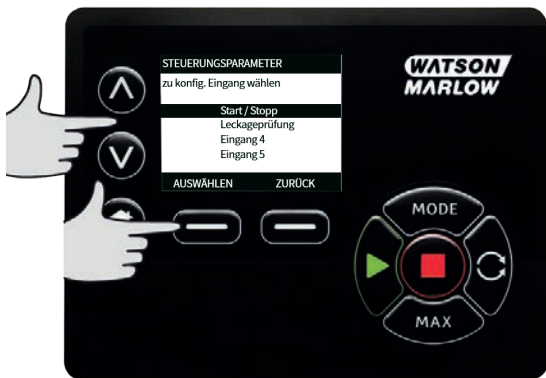 STEUERUNGSPARAMETER
zu konfig. Eingang wählen
Start / Stopp
Leckageprüfung
Eingang 4
Eingang 5
AUSWÄHLEN ZURÜCK
WATSON
MARLOW
MODE
MAX